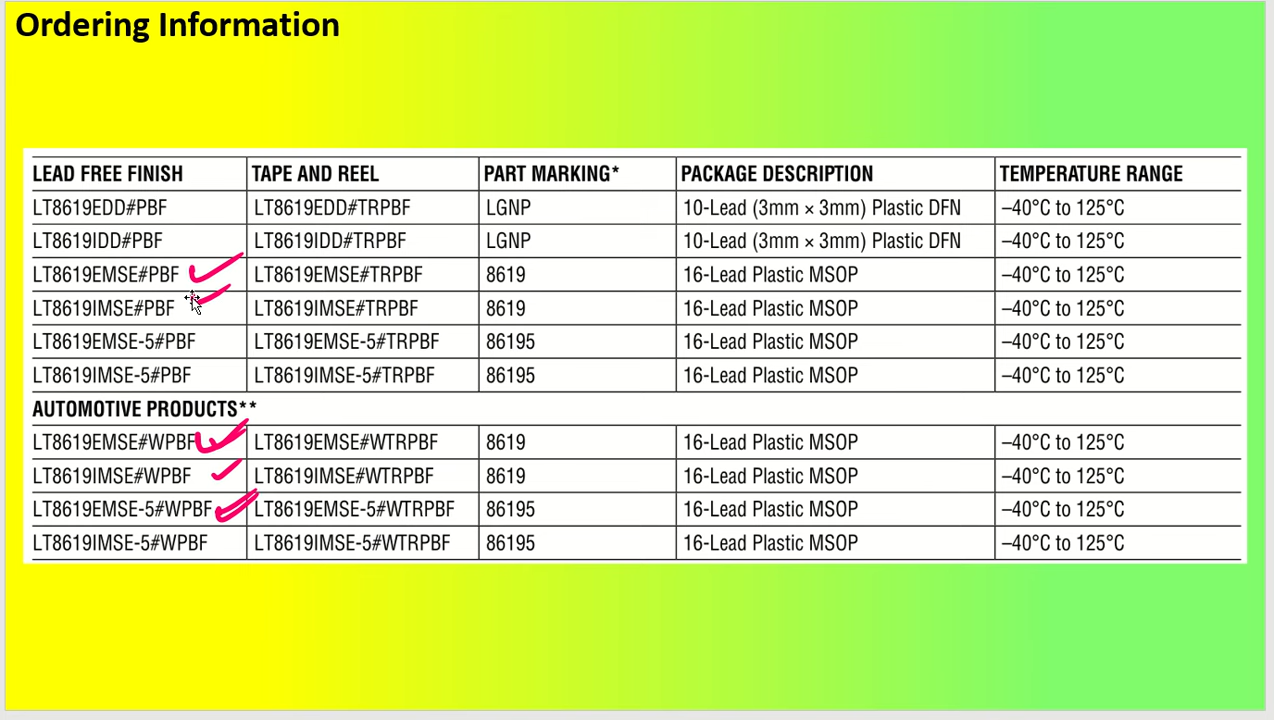 Ordering Information
LEAD FREE FINISH TAPE AND REEL PART MARKING* PACKAGE DESCRIPTION TEMPERATURE RANGE
LT8619EDD#PBF LT8619EDD#TRPBF LGNP 10-Lead (3mm × 3mm) Plastic DFN –40°C to 125°C
LT8619IDD#PBF LT8619IDD#TRPBF LGNP 10-Lead (3mm × 3mm) Plastic DFN –40°C to 125°C
LT8619EMSE#PBF LT8619EMSE#TRPBF 8619 16-Lead Plastic MSOP –40°C to 125°C
LT8619IMSE#PBF LT8619IMSE#TRPBF 8619 16-Lead Plastic MSOP –40°C to 125°C
LT8619EMSE-5#PBF LT8619EMSE-5#TRPBF 86195 16-Lead Plastic MSOP –40°C to 125°C
LT8619IMSE-5#PBF LT8619IMSE-5#TRPBF 86195 16-Lead Plastic MSOP –40°C to 125°C
AUTOMOTIVE PRODUCTS**
LT8619EMSE#WPBF LT8619EMSE#WTRPBF 8619 16-Lead Plastic MSOP –40°C to 125°C
LT8619IMSE#WPBF LT8619IMSE#WTRPBF 8619 16-Lead Plastic MSOP –40°C to 125°C
LT8619EMSE-5#WPBF LT8619EMSE-5#WTRPBF 86195 16-Lead Plastic MSOP –40°C to 125°C
LT8619IMSE-5#WPBF LT8619IMSE-5#WTRPBF 86195 16-Lead Plastic MSOP –40°C to 125°C